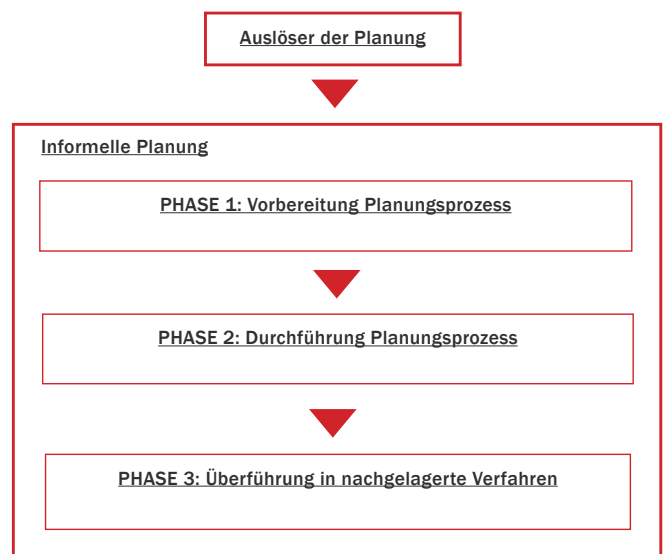 Auslöser der Planung
Informelle Planung
PHASE 1: Vorbereitung Planungsprozess
PHASE 2: Durchführung Planungsprozess
PHASE 3: Überführung in nachgelagerte Verfahren